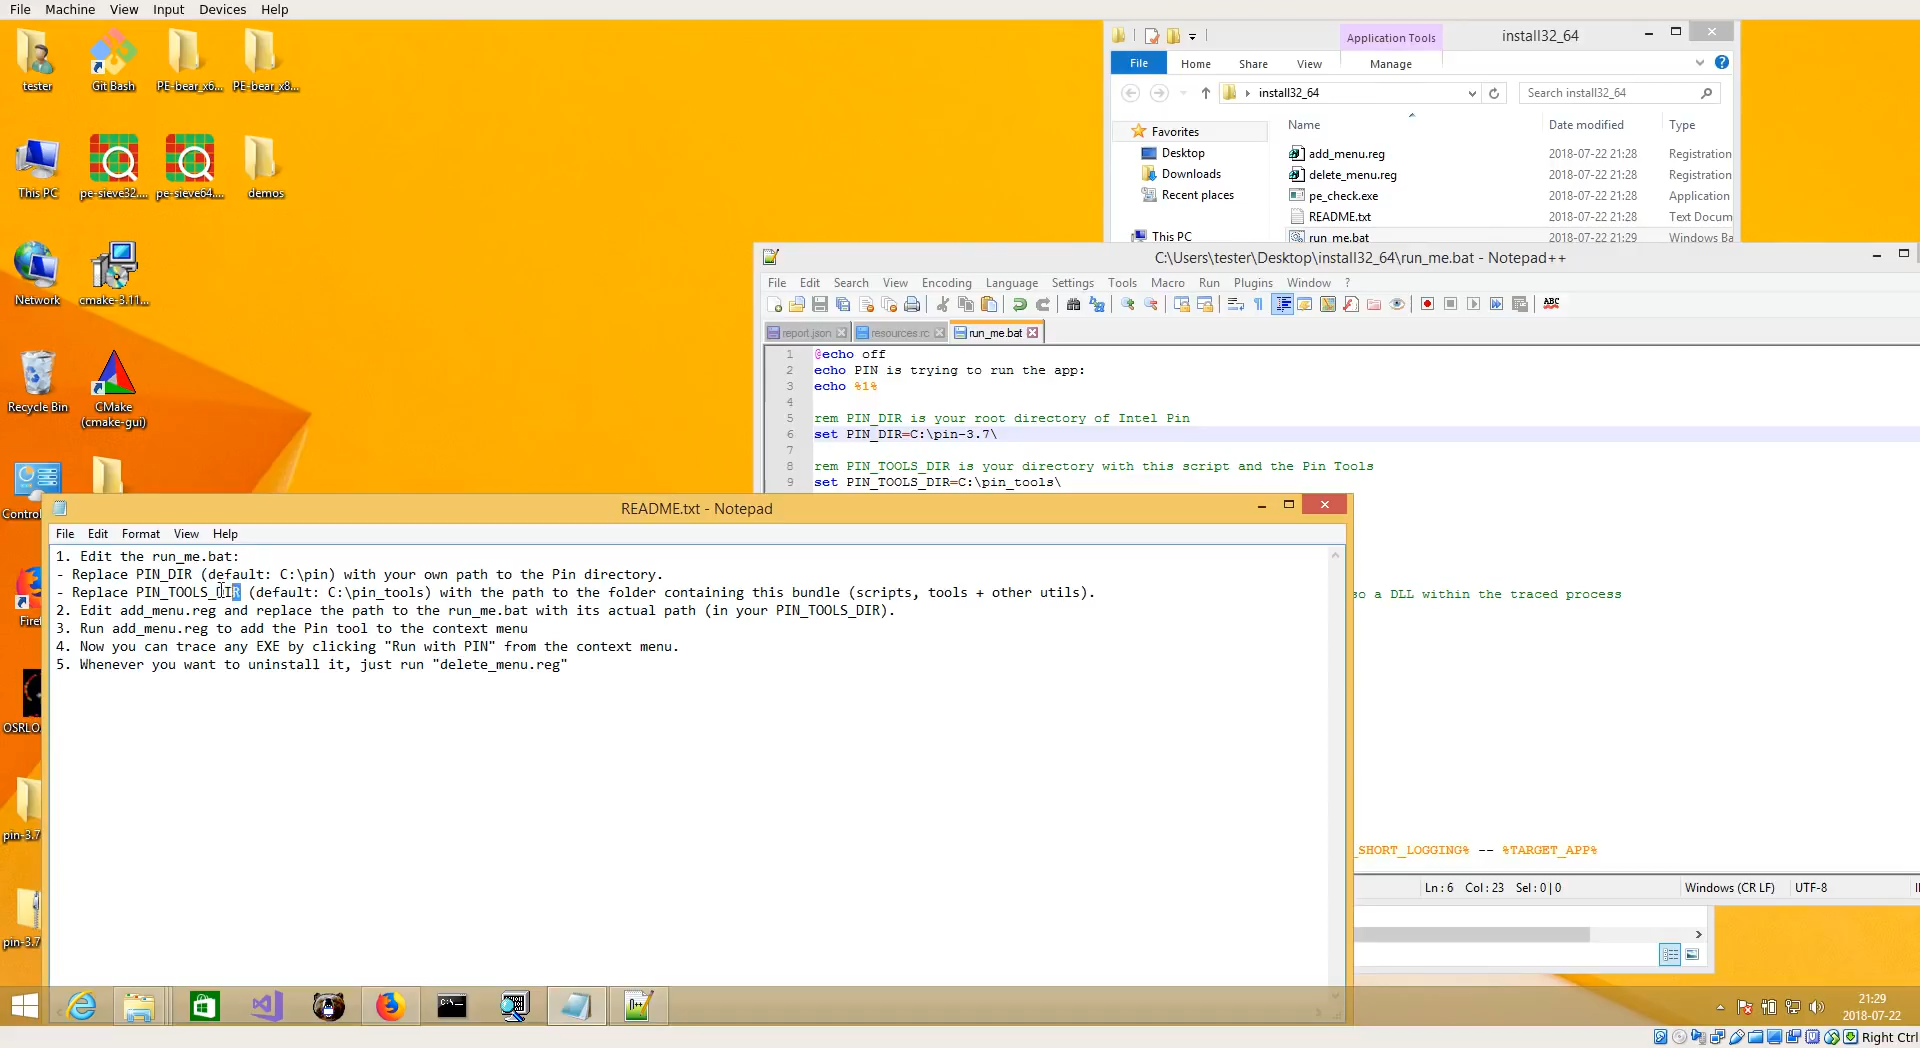 File Machine View Input Devices Help
tester
Git Bash
PE-bear_x6...
PE-bear_x8...
This PC
pe-sieve32....
pe-sieve64....
demos
Network
cmake-3.11...
Recycle Bin
CMake
(cmake-gui)
Control
Firef
OSRLO
pin-3.7
pin-3.7
Application Tools
install32_64
File Home Share View Manage
install32_64
Search install32_64
Favorites
Desktop
Downloads
Recent places
This PC
Name Date modified Type
add_menu.reg 2018-07-22 21:28 Registration
delete_menu.reg 2018-07-22 21:28 Registration
pe_check.exe 2018-07-22 21:28 Application
README.txt 2018-07-22 21:28 Text Docum
run_me.bat 2018-07-22 21:29 Windows Ba
C:\Users\tester\Desktop\install32_64\run_me.bat - Notepad++
File Edit Search View Encoding Language Settings Tools Macro Run Plugins Window ?
ABC
report.json resources.rc run_me.bat
1 @echo off
2 echo PIN is trying to run the app:
3 echo %1%
4
5 rem PIN_DIR is your root directory of Intel Pin
6 set PIN_DIR=C:\pin-3.7\
7
8 rem PIN_TOOLS_DIR is your directory with this script and the Pin Tools
9 set PIN_TOOLS_DIR=C:\pin_tools\
so a DLL within the traced process
_SHORT_LOGGING% -- %TARGET_APP%
Ln : 6 Col : 23 Sel : 0 | 0 Windows (CR LF) UTF-8
README.txt - Notepad
File Edit Format View Help
1. Edit the run_me.bat:
- Replace PIN_DIR (default: C:\pin) with your own path to the Pin directory.
- Replace PIN_TOOLS_DIR (default: C:\pin_tools) with the path to the folder containing this bundle (scripts, tools + other utils).
2. Edit add_menu.reg and replace the path to the run_me.bat with its actual path (in your PIN_TOOLS_DIR).
3. Run add_menu.reg to add the Pin tool to the context menu
4. Now you can trace any EXE by clicking "Run with PIN" from the context menu.
5. Whenever you want to uninstall it, just run "delete_menu.reg"
21:29
2018-07-22
Right Ctrl